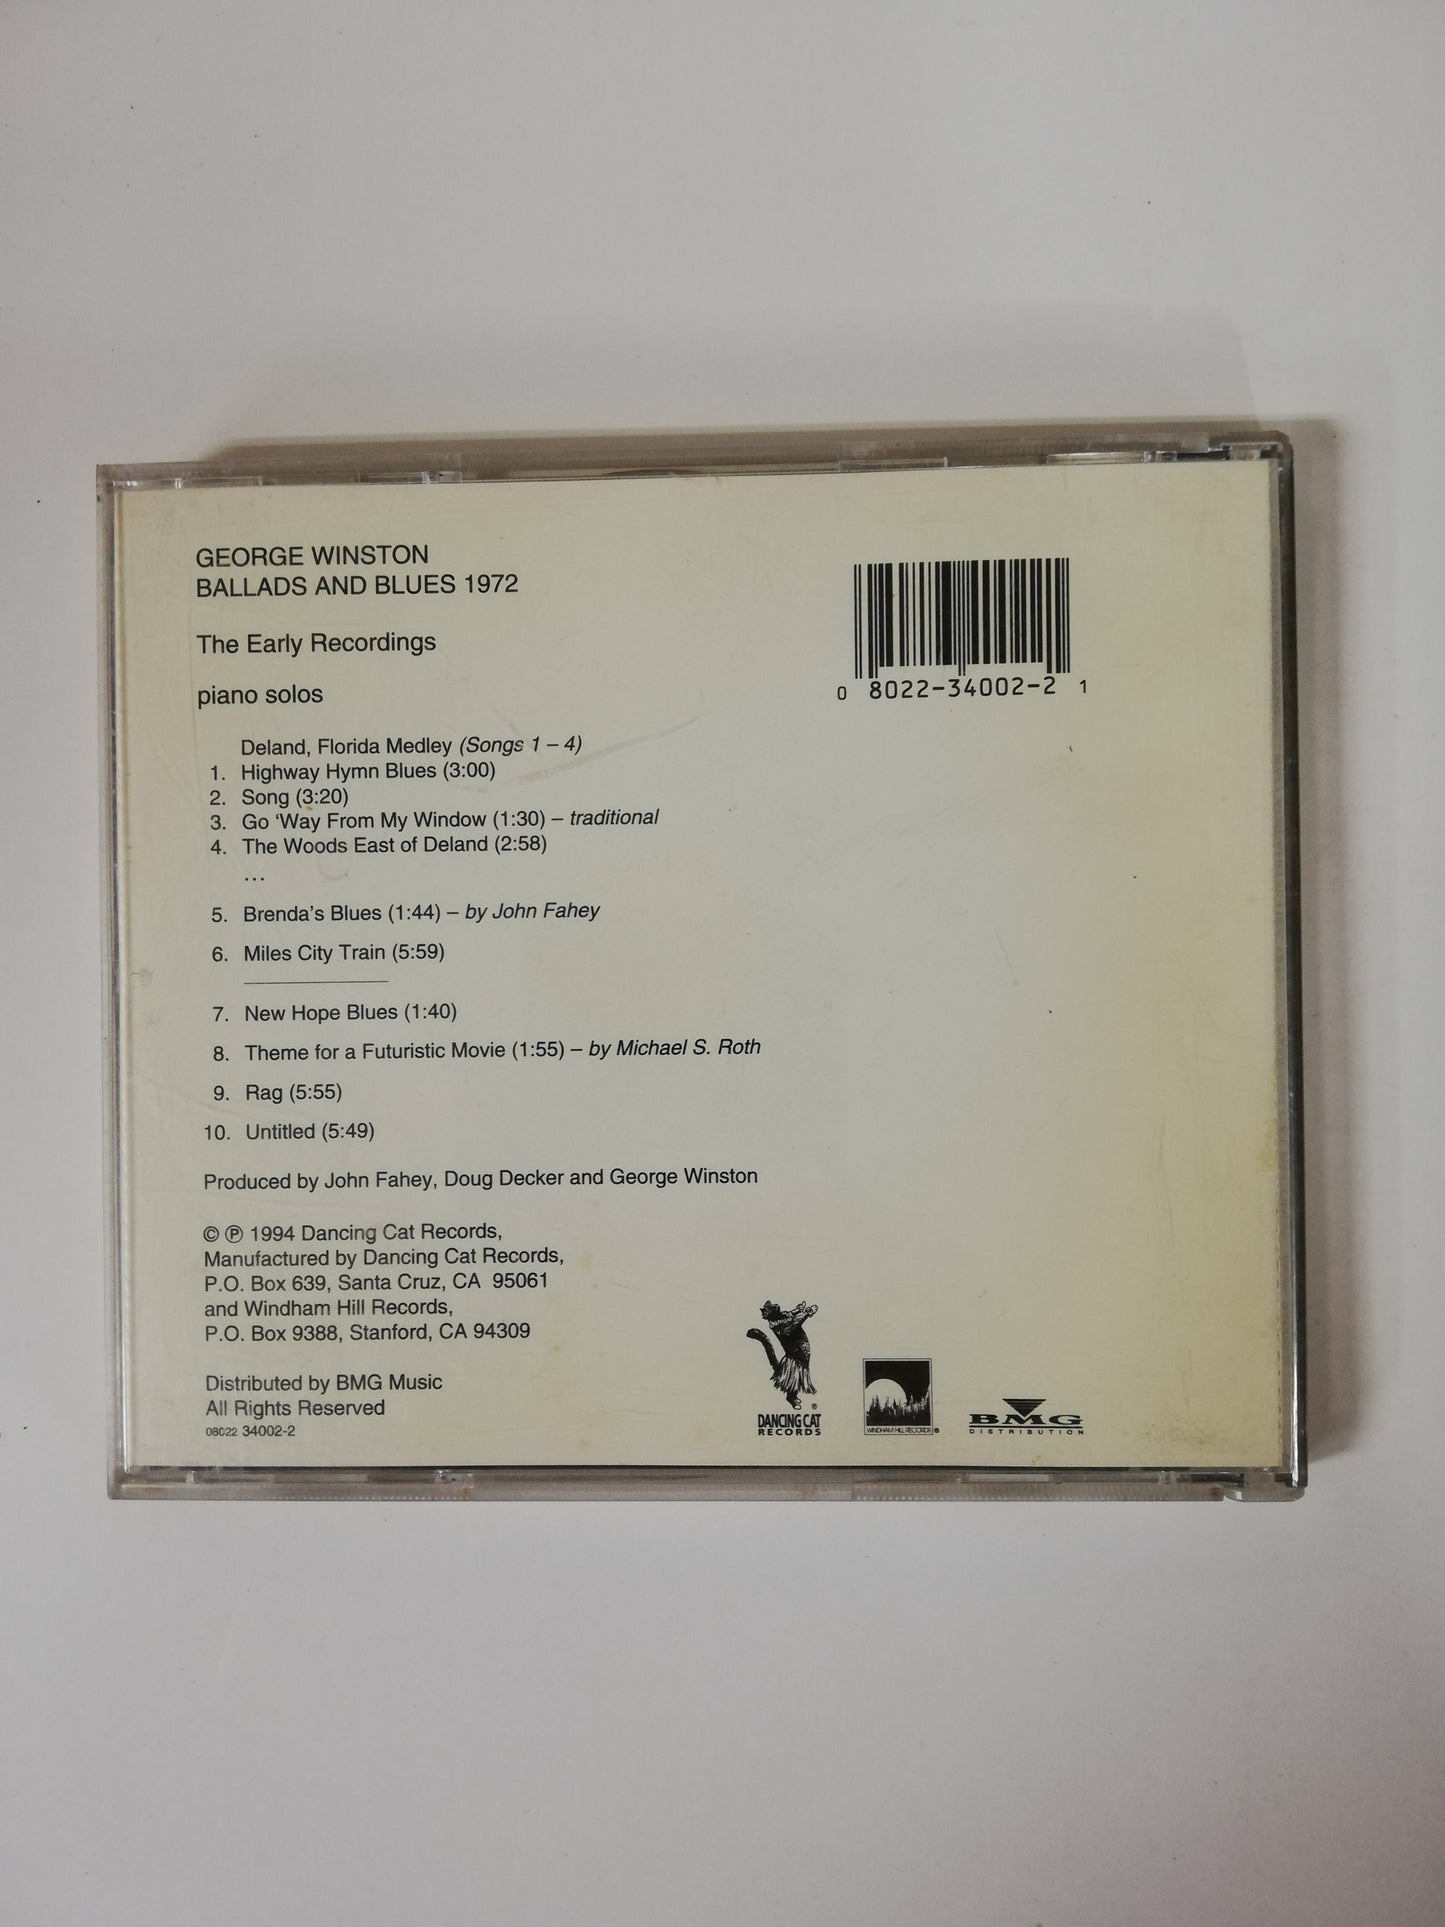 GEORGE WINSTON
BALLADS AND BLUES 1972
The Early Recordings
piano solos
Deland, Florida Medley (Songs 1 – 4)
1. Highway Hymn Blues (3:00)
2. Song (3:20)
3. Go ‘Way From My Window (1:30) – traditional
4. The Woods East of Deland (2:58)
...
5. Brenda's Blues (1:44) – by John Fahey
6. Miles City Train (5:59)
7. New Hope Blues (1:40)
8. Theme for a Futuristic Movie (1:55) – by Michael S. Roth
9. Rag (5:55)
10. Untitled (5:49)
Produced by John Fahey, Doug Decker and George Winston
© ℗ 1994 Dancing Cat Records,
Manufactured by Dancing Cat Records,
P.O. Box 639, Santa Cruz, CA 95061
and Windham Hill Records,
P.O. Box 9388, Stanford, CA 94309
Distributed by BMG Music
All Rights Reserved
08022 34002-2
0 8022-34002-2 1
®
DANCING CAT
RECORDS
WINDHAM HILL RECORDS ®
BMG
DISTRIBUTION